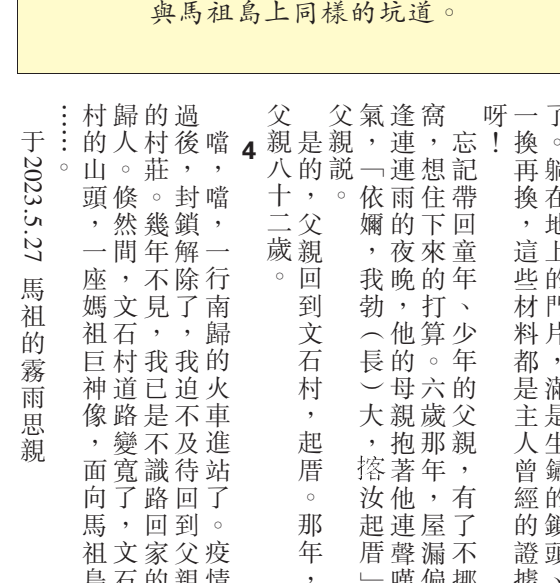 與馬祖島上同樣的坑道。
了。躺在地上的門片，滿是生鏽的鎖頭、
一換再換，這些材料都是主人曾經的證據
呀！
忘記帶回童年、少年的父親，有了不挪
窩，想住下來的打算。六歲那年，屋漏偏
逢連連雨的夜晚，他的母親抱著他連聲嘆
氣，「依嬭，我勃（長）大，搈汝起厝」
父親説。
是的，父親回到文石村，起厝。那年，
父親八十二歲。
4
噹，噹，一行南歸的火車進站了。疫情
過後，封鎖解除了，我迫不及待回到父親
的村莊。幾年不見，我已是不識路回家的
歸人。倏然間，文石村道路變寬了，文石
村的山頭，一座媽祖巨神像，面向馬祖島
……。
于2023.5.27 馬祖的霧雨思親